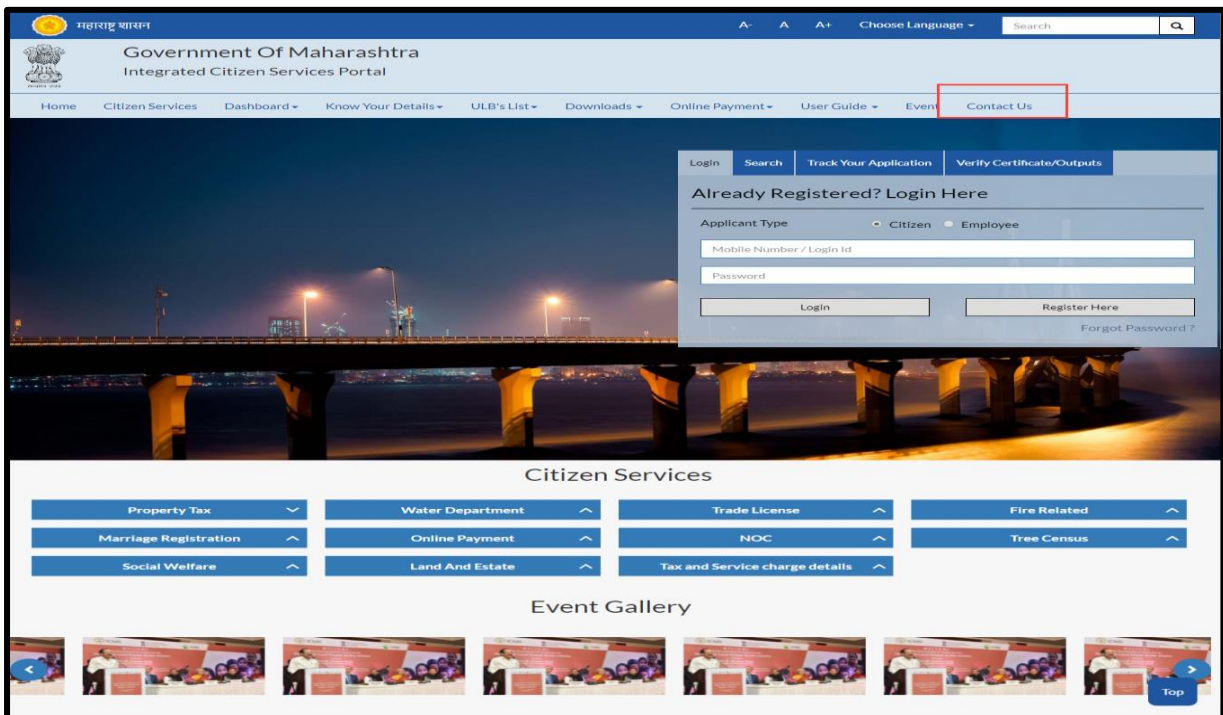 महाराष्ट्र शासन
A- A A+ Choose Language Search
Government Of Maharashtra
Integrated Citizen Services Portal
Home Citizen Services Dashboard Know Your Details ULB's List Downloads Online Payment User Guide Event Contact Us
Login Search Track Your Application Verify Certificate/Outputs
Already Registered? Login Here
Applicant Type Citizen Employee
Mobile Number / Login Id
Password
Login Register Here
Forgot Password ?
Citizen Services
Property Tax Water Department Trade License Fire Related
Marriage Registration Online Payment NOC Tree Census
Social Welfare Land And Estate Tax and Service charge details
Event Gallery
Top